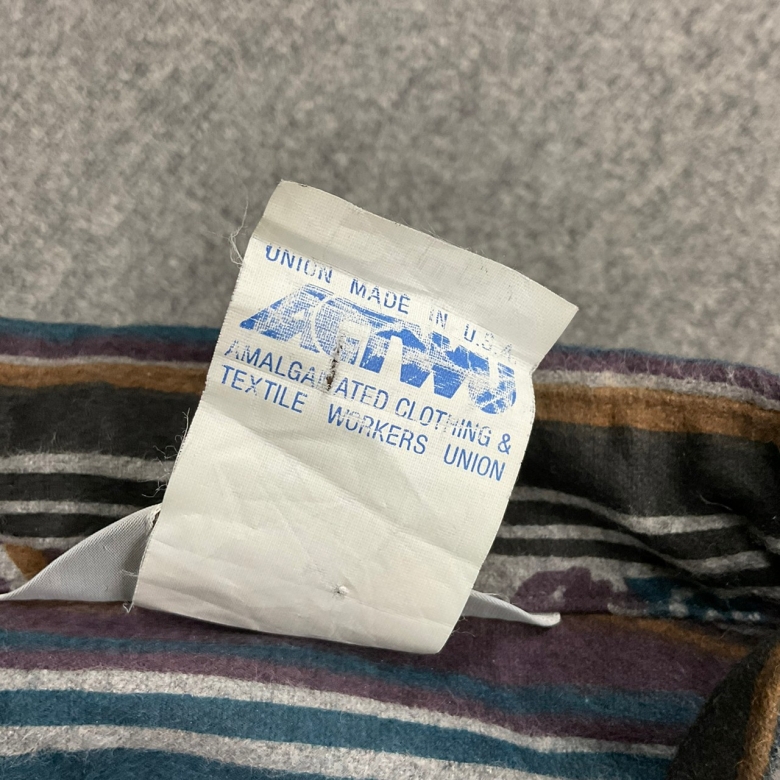 UNION MADE IN U.S.A.
ACTWU
AMALGAMATED CLOTHING &
TEXTILE WORKERS UNION